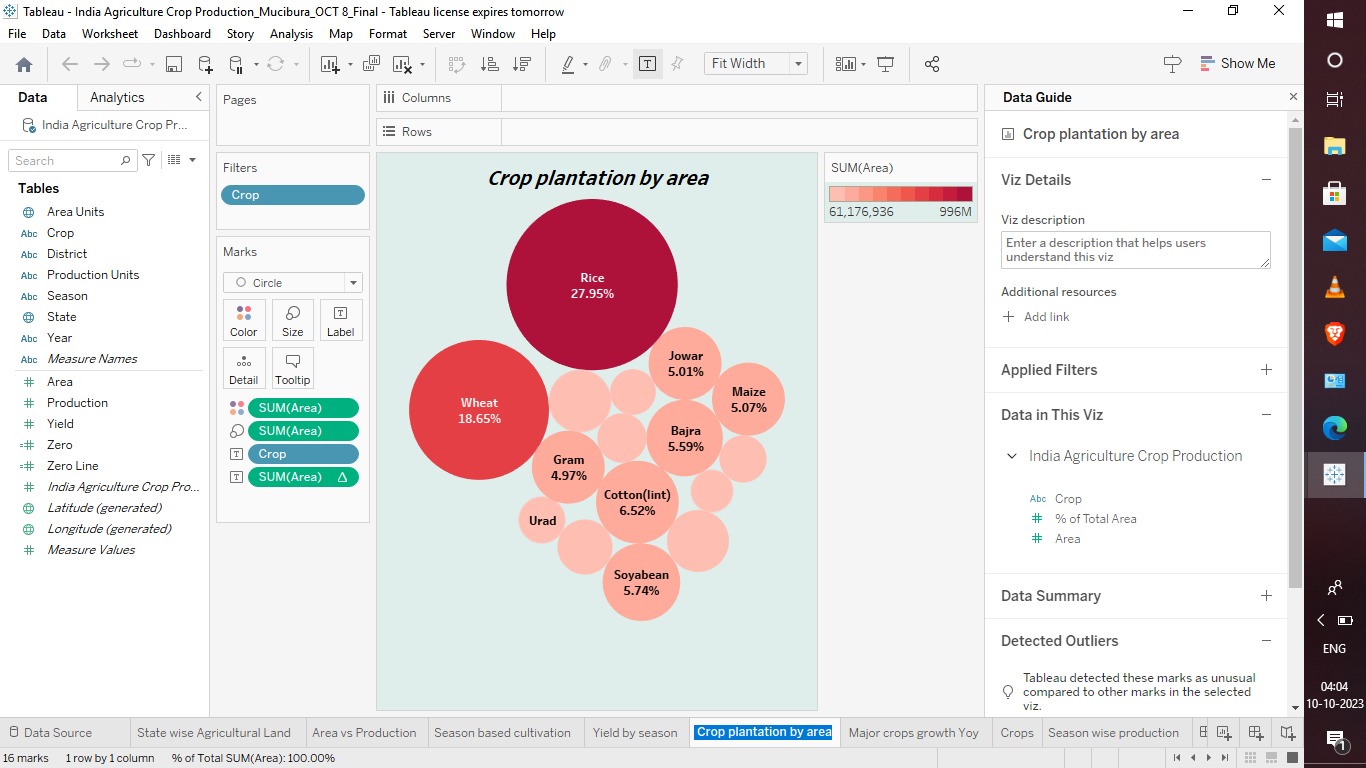 Tableau - India Agriculture Crop Production_Mucibura_OCT 8_Final - Tableau license expires tomorrow
File Data Worksheet Dashboard Story Analysis Map Format Server Window Help
Fit Width
Show Me
Data Analytics
India Agriculture Crop Pr...
Search
Tables
Area Units
Abc Crop
Abc District
Abc Production Units
Abc Season
State
Abc Year
Abc Measure Names
Area
Production
Yield
Zero
Zero Line
India Agriculture Crop Pro...
Latitude (generated)
Longitude (generated)
Measure Values
Pages
Filters
Crop
Marks
Circle
Color Size Label
Detail Tooltip
SUM(Area)
SUM(Area)
Crop
SUM(Area)
Columns
Rows
Crop plantation by area
Rice
27.95%
Jowar
5.01%
Maize
5.07%
Wheat
18.65%
Bajra
5.59%
Gram
4.97%
Cotton(lint)
6.52%
Urad
Soyabean
5.74%
SUM(Area)
61,176,936 996M
Data Guide
Crop plantation by area
Viz Details
Viz description
Enter a description that helps users
understand this viz
Additional resources
Add link
Applied Filters
Data in This Viz
India Agriculture Crop Production
Abc Crop
% of Total Area
Area
Data Summary
Detected Outliers
Tableau detected these marks as unusual
compared to other marks in the selected
viz.
Data Source State wise Agricultural Land Area vs Production Season based cultivation Yield by season Crop plantation by area Major crops growth Yoy Crops Season wise production
16 marks 1 row by 1 column % of Total SUM(Area): 100.00%
ENG
04:04
10-10-2023
1